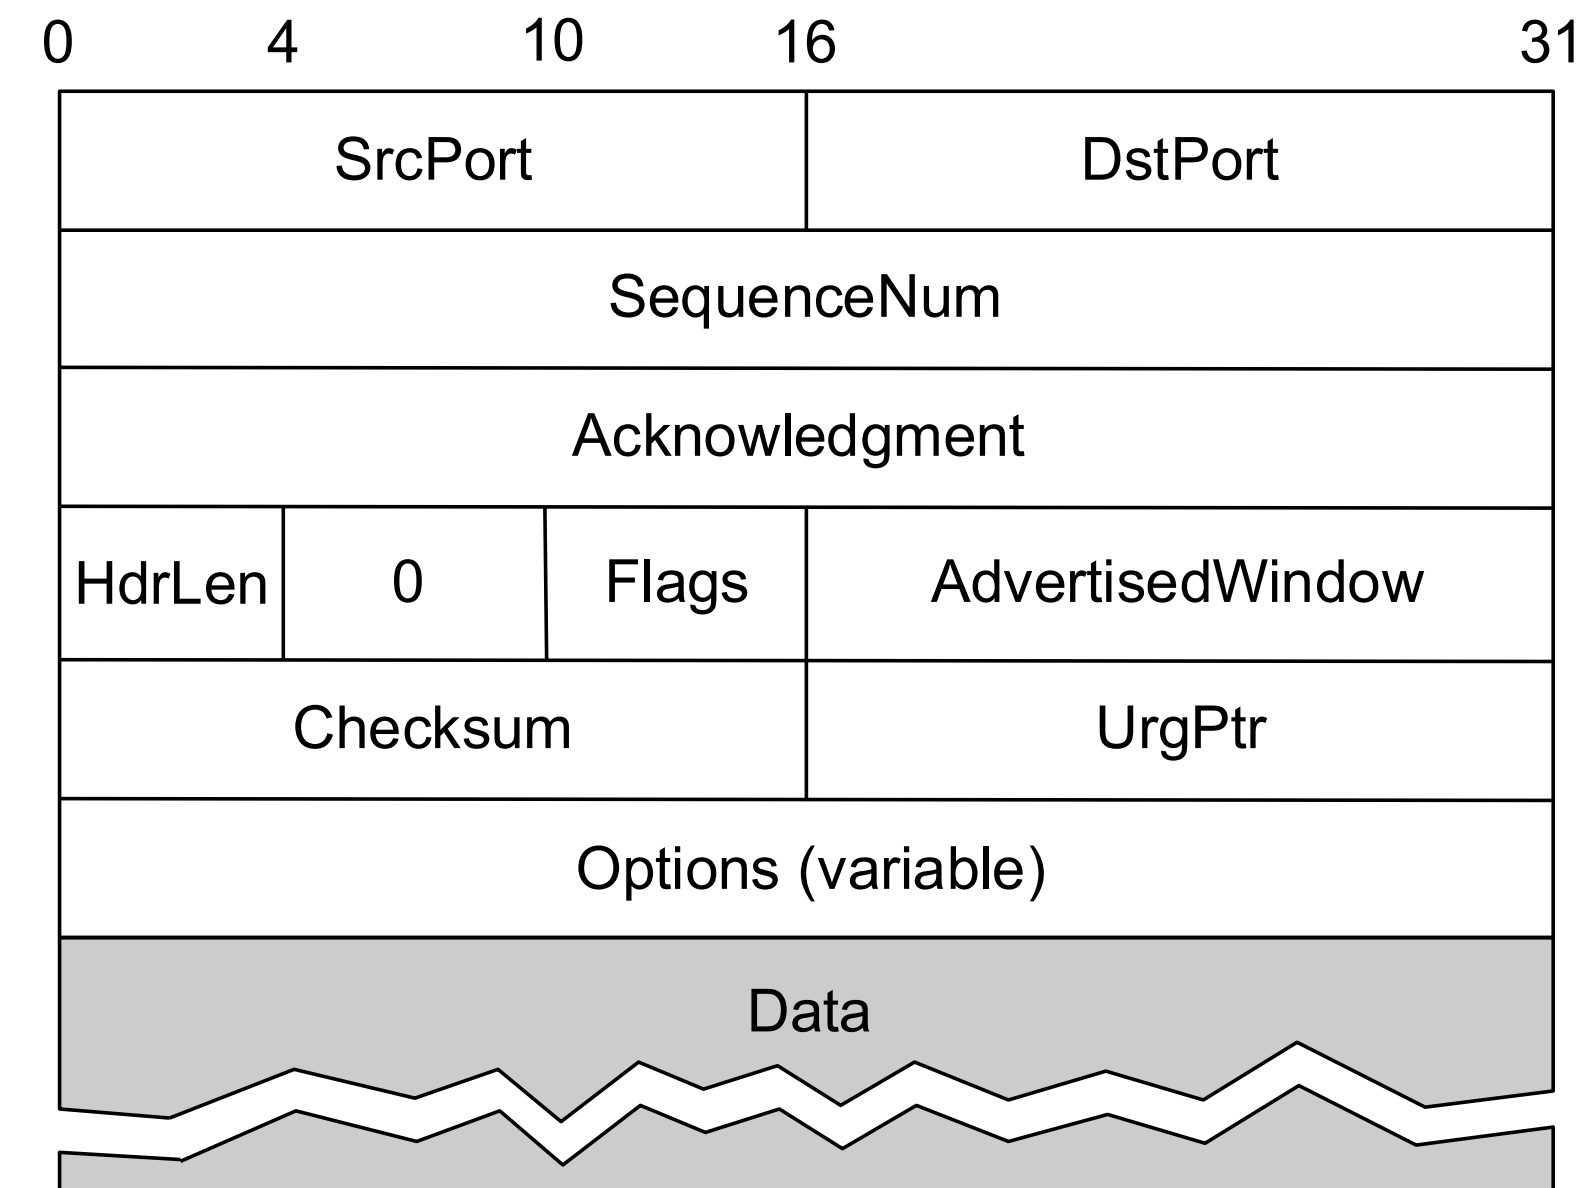 0 4 10 16 31
SrcPort DstPort
SequenceNum
Acknowledgment
HdrLen 0 Flags AdvertisedWindow
Checksum UrgPtr
Options (variable)
Data